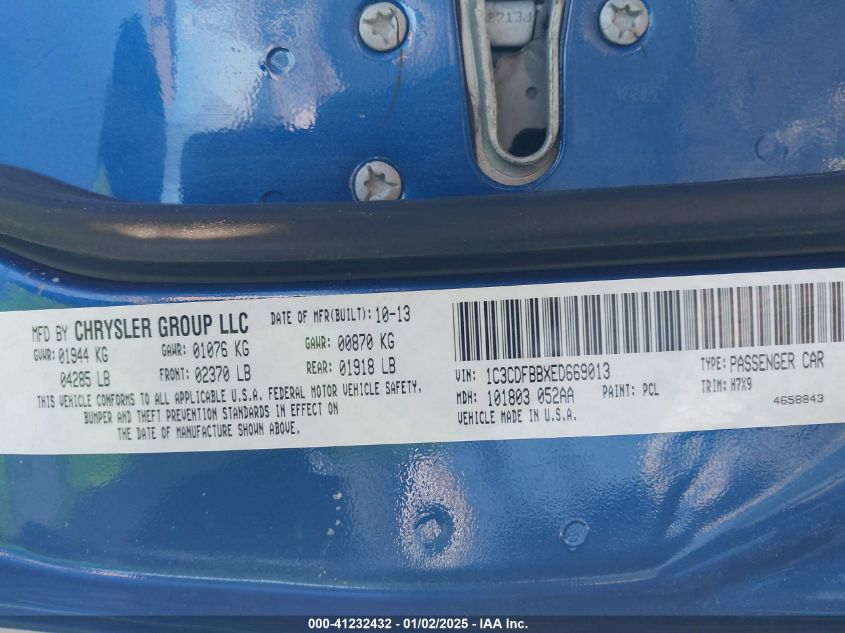 MFD BY CHRYSLER GROUP LLC
DATE OF MFR(BUILT): 10-13
GVWR: 01944 KG GAWR: 01076 KG GAWR: 00870 KG
04285 LB FRONT: 02370 LB REAR: 01918 LB
THIS VEHICLE CONFORMS TO ALL APPLICABLE U.S.A. FEDERAL MOTOR VEHICLE SAFETY,
BUMPER AND THEFT PREVENTION STANDARDS IN EFFECT ON
THE DATE OF MANUFACTURE SHOWN ABOVE.
VIN: 1C3CDFBBXED669013 TYPE: PASSENGER CAR
MDH: 101803 052AA PAINT: PCL TRIM: H7X9
VEHICLE MADE IN U.S.A. 4658843
000-41232432 - 01/02/2025 - IAA Inc.